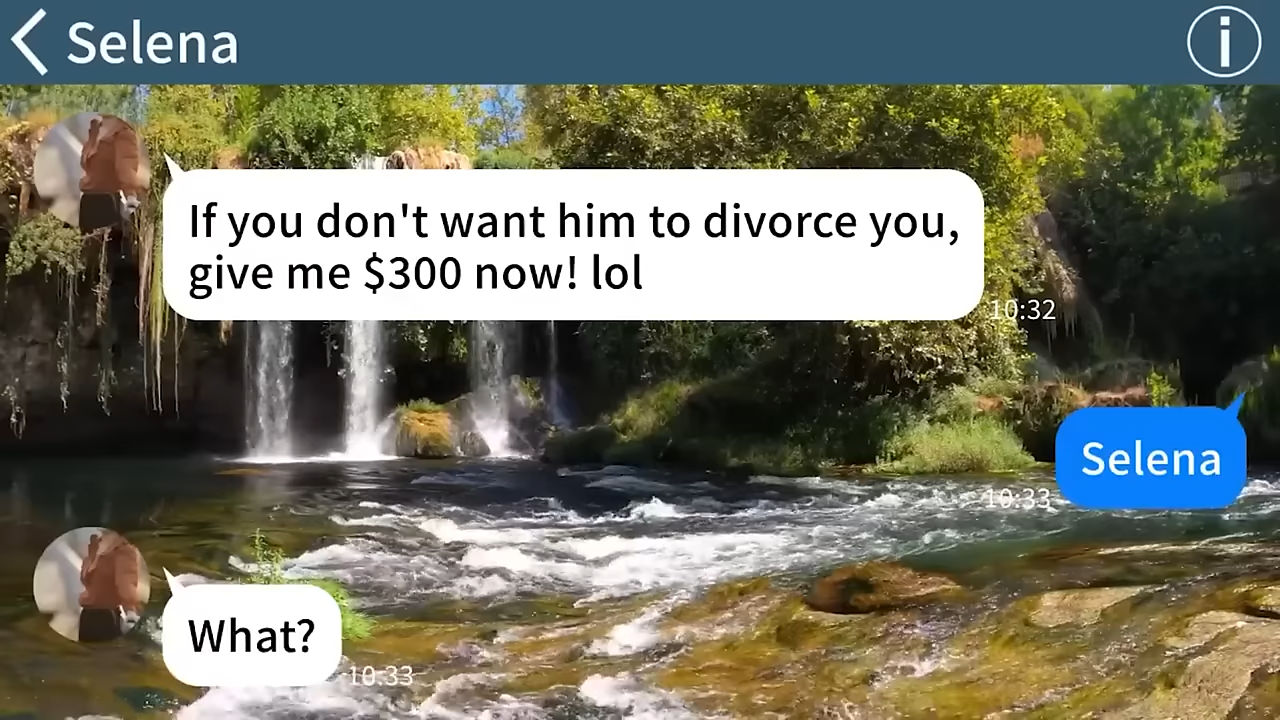 Selena
If you don't want him to divorce you,
give me $300 now! lol
10:32
Selena
10:33
What?
10:33